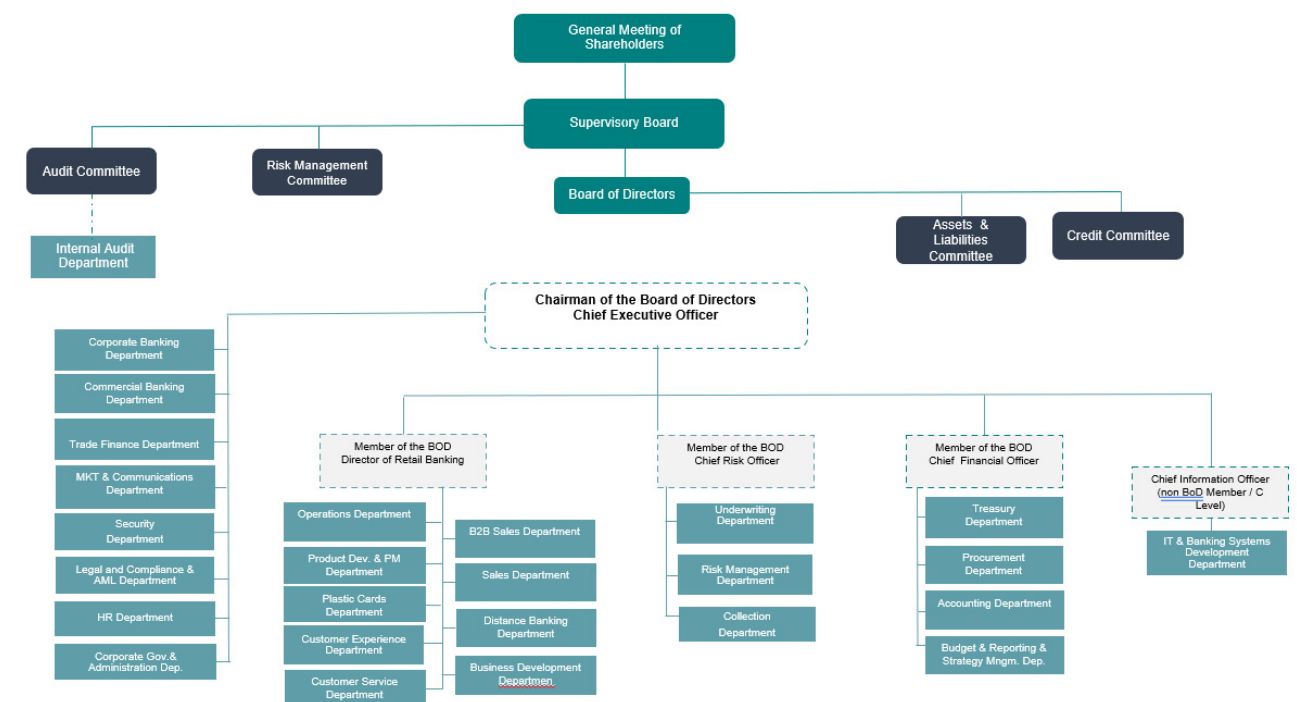 General Meeting of
Shareholders
Supervisory Board
Audit Committee
Risk Management
Committee
Board of Directors
Assets & 
Liabilities
Committee
Credit Committee
Internal Audit
Department
Chairman of the Board of Directors
Chief Executive Officer
Corporate Banking
Department
Commercial Banking
Department
Trade Finance Department
MKT & Communications
Department
Security
Department
Legal and Compliance &
AML Department
HR Department
Corporate Gov.&
Administration Dep.
Member of the BOD
Director of Retail Banking
Operations Department
Product Dev. & PM
Department
Plastic Cards
Department
Customer Experience
Department
Customer Service
Department
B2B Sales Department
Sales Department
Distance Banking
Department
Business Development
Departmen
Member of the BOD
Chief Risk Officer
Underwriting
Department
Risk Management
Department
Collection
Department
Member of the BOD
Chief Financial Officer
Treasury
Department
Procurement
Department
Accounting Department
Budget & Reporting &
Strategy Mngm. Dep.
Chief Information Officer
(non BoD Member / C
Level)
IT & Banking Systems
Development
Department